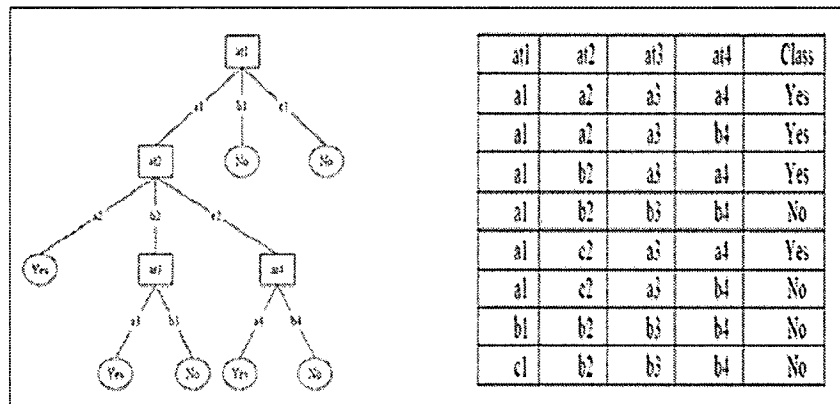 at1
a1 b1 c1
at2 No No
a2 b2 c2
Yes at3 at4
a3 b3 a4 b4
Yes No Yes No
at1 at2 at3 at4 Class
a1 a2 a3 a4 Yes
a1 a2 a3 b4 Yes
a1 b2 a3 a4 Yes
a1 b2 b3 b4 No
a1 c2 a3 a4 Yes
a1 c2 a3 b4 No
b1 b2 b3 b4 No
c1 b2 b3 b4 No